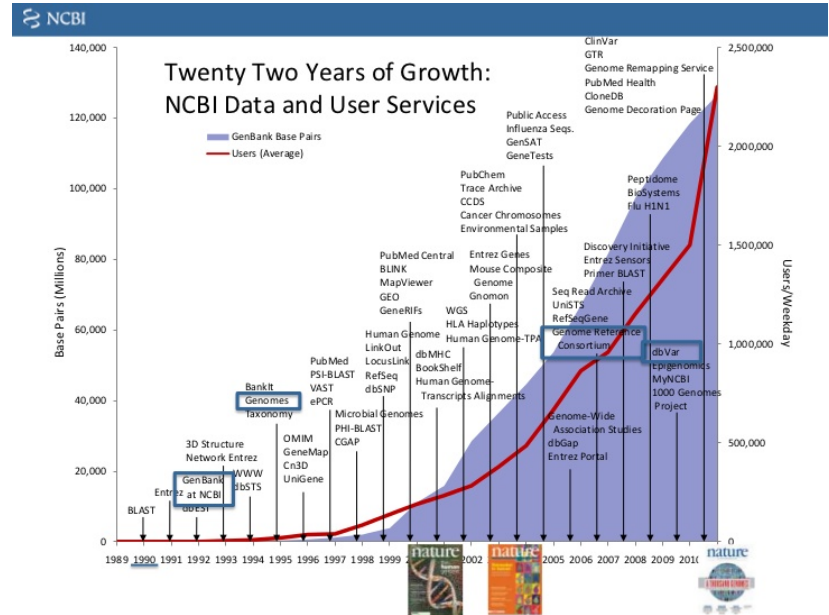 NCBI
Twenty Two Years of Growth:
NCBI Data and User Services
GenBank Base Pairs
Users (Average)
Base Pairs (Millions)
140,000
120,000
100,000
80,000
60,000
40,000
20,000
0
Users/Weekday
2,500,000
2,000,000
1,500,000
1,000,000
500,000
0
BLAST
Entrez
GenBank
at NCBI
dbEST
3D Structure
Network Entrez
WWW
dbSTS
BankIt
Genomes
Taxonomy
OMIM
GeneMap
Cn3D
UniGene
PubMed
PSI-BLAST
VAST
ePCR
Microbial Genomes
PHI-BLAST
CGAP
Human Genome
LinkOut
LocusLink
RefSeq
dbSNP
PubMed Central
BLINK
MapViewer
GEO
GeneRIFs
dbMHC
BookShelf
Human Genome-
Transcripts Alignments
WGS
HLA Haplotypes
Human Genome-TPA
Entrez Genes
Mouse Composite
Genome
Gnomon
PubChem
Trace Archive
CCDS
Cancer Chromosomes
Environmental Samples
Public Access
Influenza Seqs.
GenSAT
GeneTests
Genome-Wide
Association Studies
dbGap
Entrez Portal
Seq Read Archive
UniSTS
RefSeqGene
Genome Reference
Consortium
Discovery Initiative
Entrez Sensors
Primer BLAST
Peptidome
BioSystems
Flu H1N1
dbVar
Epigenomics
MyNCBI
1000 Genomes
Project
ClinVar
GTR
Genome Remapping Service
PubMed Health
CloneDB
Genome Decoration Page
1989 1990 1991 1992 1993 1994 1995 1996 1997 1998 1999 2005 2006 2007 2008 2009
nature
human
nature
nature
A THOUSAND GENOMES